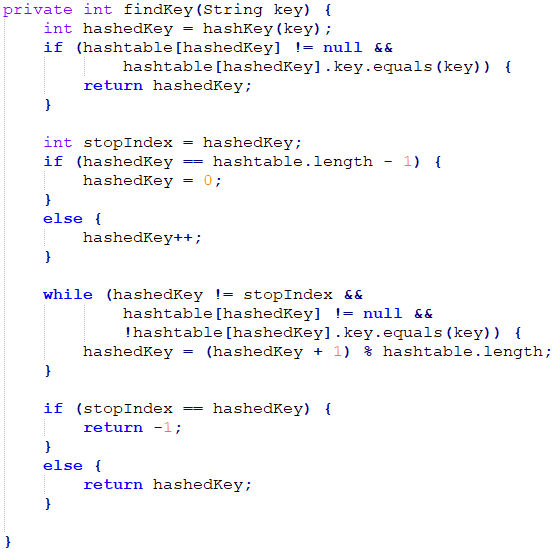 private int findKey(String key) {
    int hashedKey = hashKey(key);
    if (hashtable[hashedKey] != null &&
            hashtable[hashedKey].key.equals(key)) {
        return hashedKey;
    }

    int stopIndex = hashedKey;
    if (hashedKey == hashtable.length - 1) {
        hashedKey = 0;
    }
    else {
        hashedKey++;
    }

    while (hashedKey != stopIndex &&
            hashtable[hashedKey] != null &&
            !hashtable[hashedKey].key.equals(key)) {
        hashedKey = (hashedKey + 1) % hashtable.length;
    }

    if (stopIndex == hashedKey) {
        return -1;
    }
    else {
        return hashedKey;
    }

}